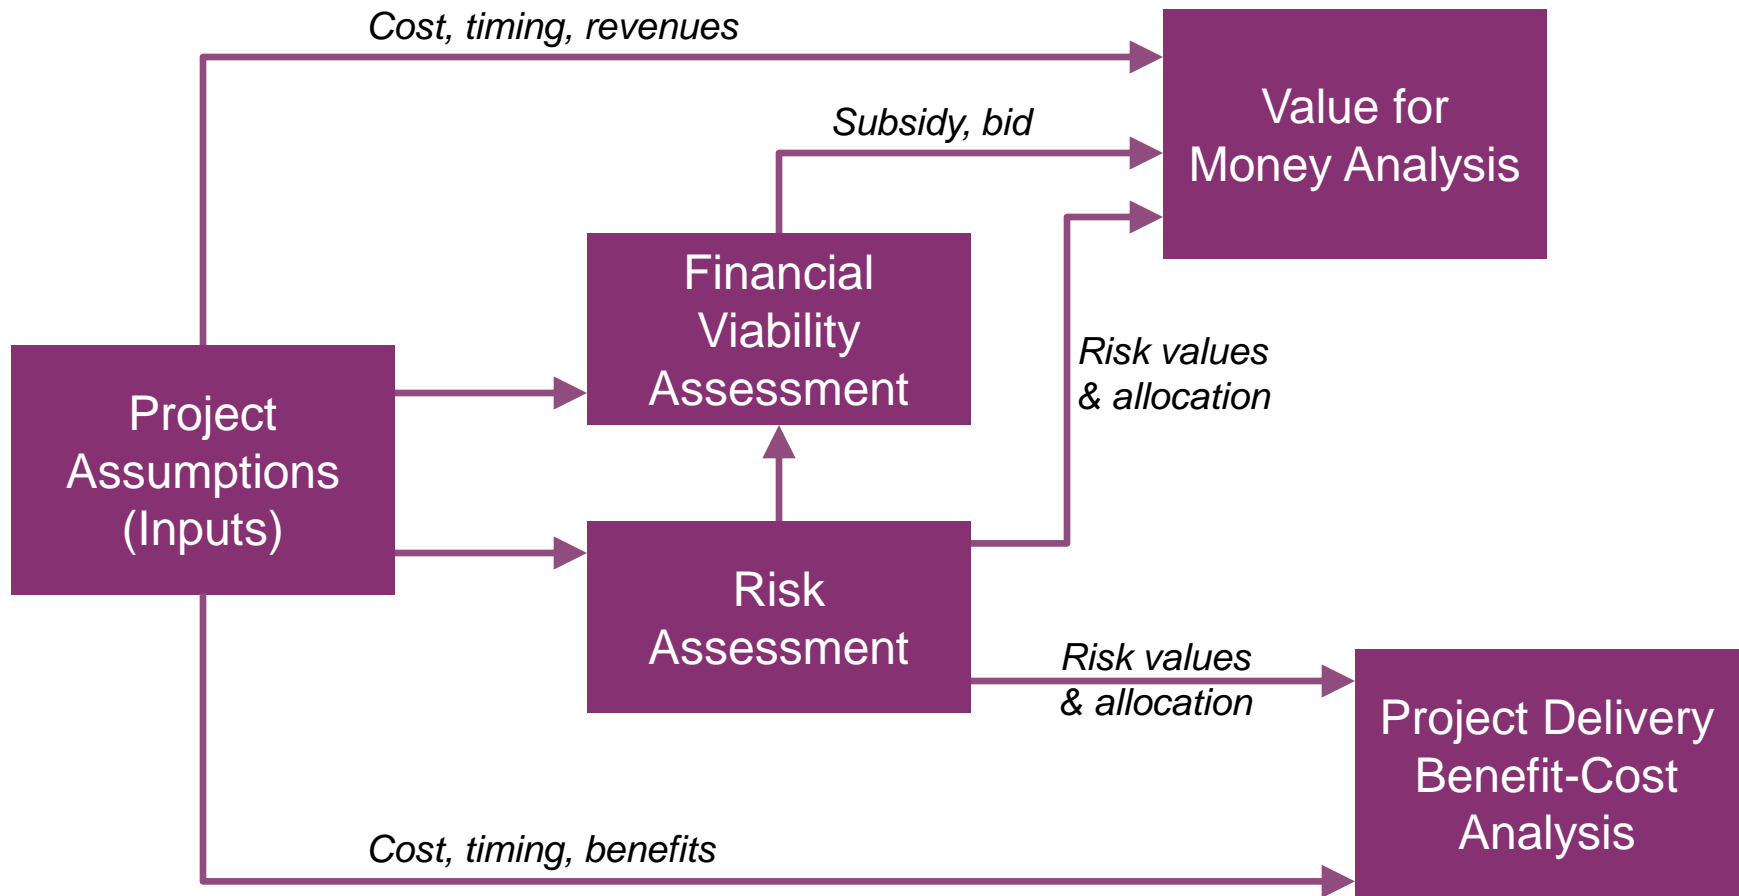 Cost, timing, revenues
Value for
Money Analysis
Subsidy, bid
Financial
Viability
Assessment
Risk values
& allocation
Project
Assumptions
(Inputs)
Risk
Assessment
Risk values
& allocation
Project Delivery
Benefit-Cost
Analysis
Cost, timing, benefits